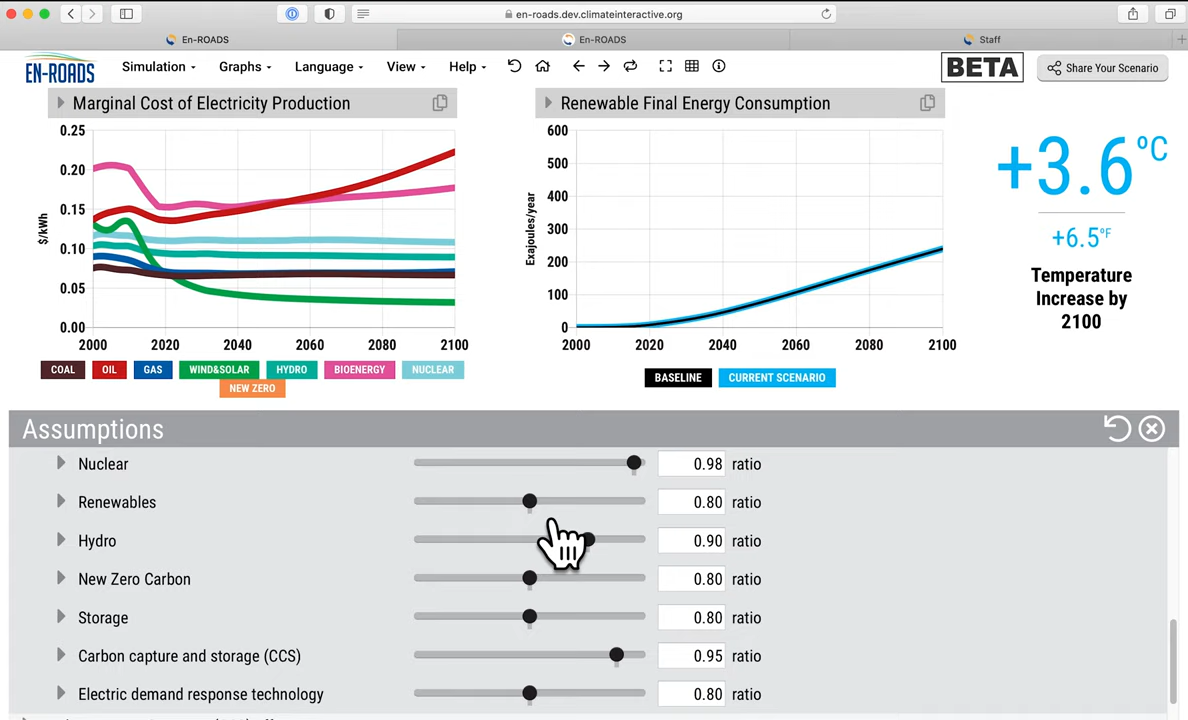 en-roads.dev.climateinteractive.org
En-ROADS
En-ROADS
Staff
EN-ROADS
Simulation
Graphs
Language
View
Help
BETA
Share Your Scenario
Marginal Cost of Electricity Production
$/kWh
0.25
0.20
0.15
0.10
0.05
0.00
2000 2020 2040 2060 2080 2100
COAL OIL GAS WIND&SOLAR HYDRO BIOENERGY NUCLEAR
NEW ZERO
Renewable Final Energy Consumption
Exajoules/year
600
500
400
300
200
100
0
2000 2020 2040 2060 2080 2100
BASELINE CURRENT SCENARIO
+3.6 ºC
+6.5 °F
Temperature
Increase by
2100
Assumptions
Nuclear 0.98 ratio
Renewables 0.80 ratio
Hydro 0.90 ratio
New Zero Carbon 0.80 ratio
Storage 0.80 ratio
Carbon capture and storage (CCS) 0.95 ratio
Electric demand response technology 0.80 ratio